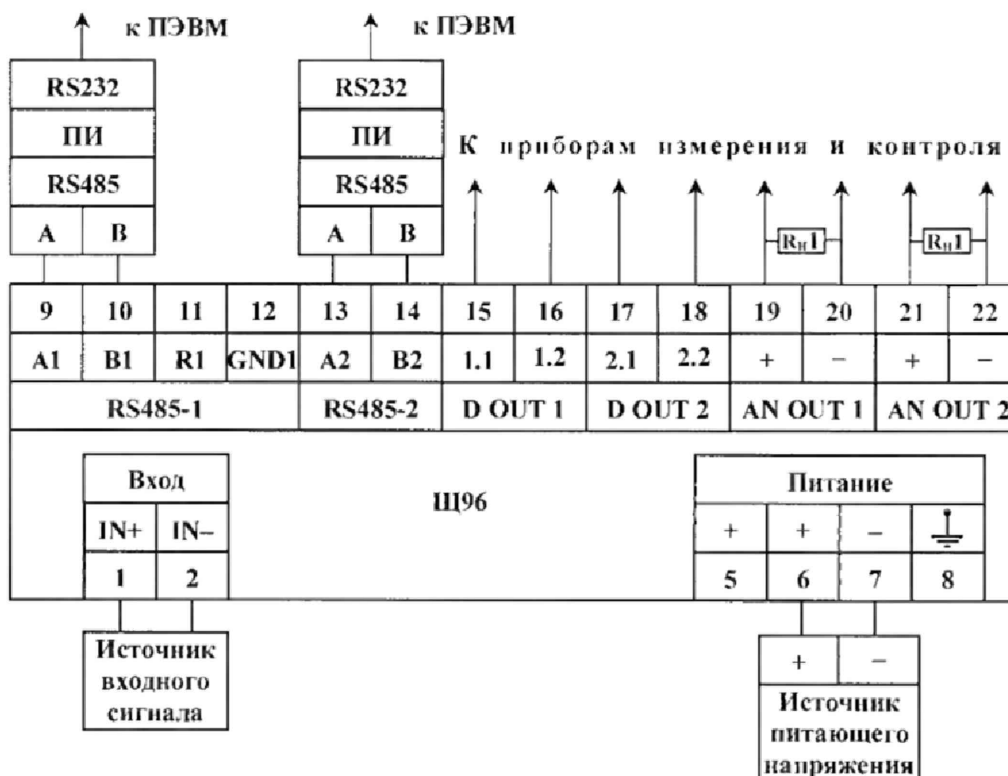 к ПЭВМ к ПЭВМ
RS232 RS232
ПИ ПИ
К приборам измерения и контроля
RS485 RS485
A B A B
Rн1 Rн1
9 10 11 12 13 14 15 16 17 18 19 20 21 22
A1 B1 R1 GND1 A2 B2 1.1 1.2 2.1 2.2 + − + −
RS485-1 RS485-2 D OUT 1 D OUT 2 AN OUT 1 AN OUT 2
Вход Щ96 Питание
IN+ IN− + + −
1 2 5 6 7 8
Источник
входного
сигнала
+ −
Источник
питающего
напряжения